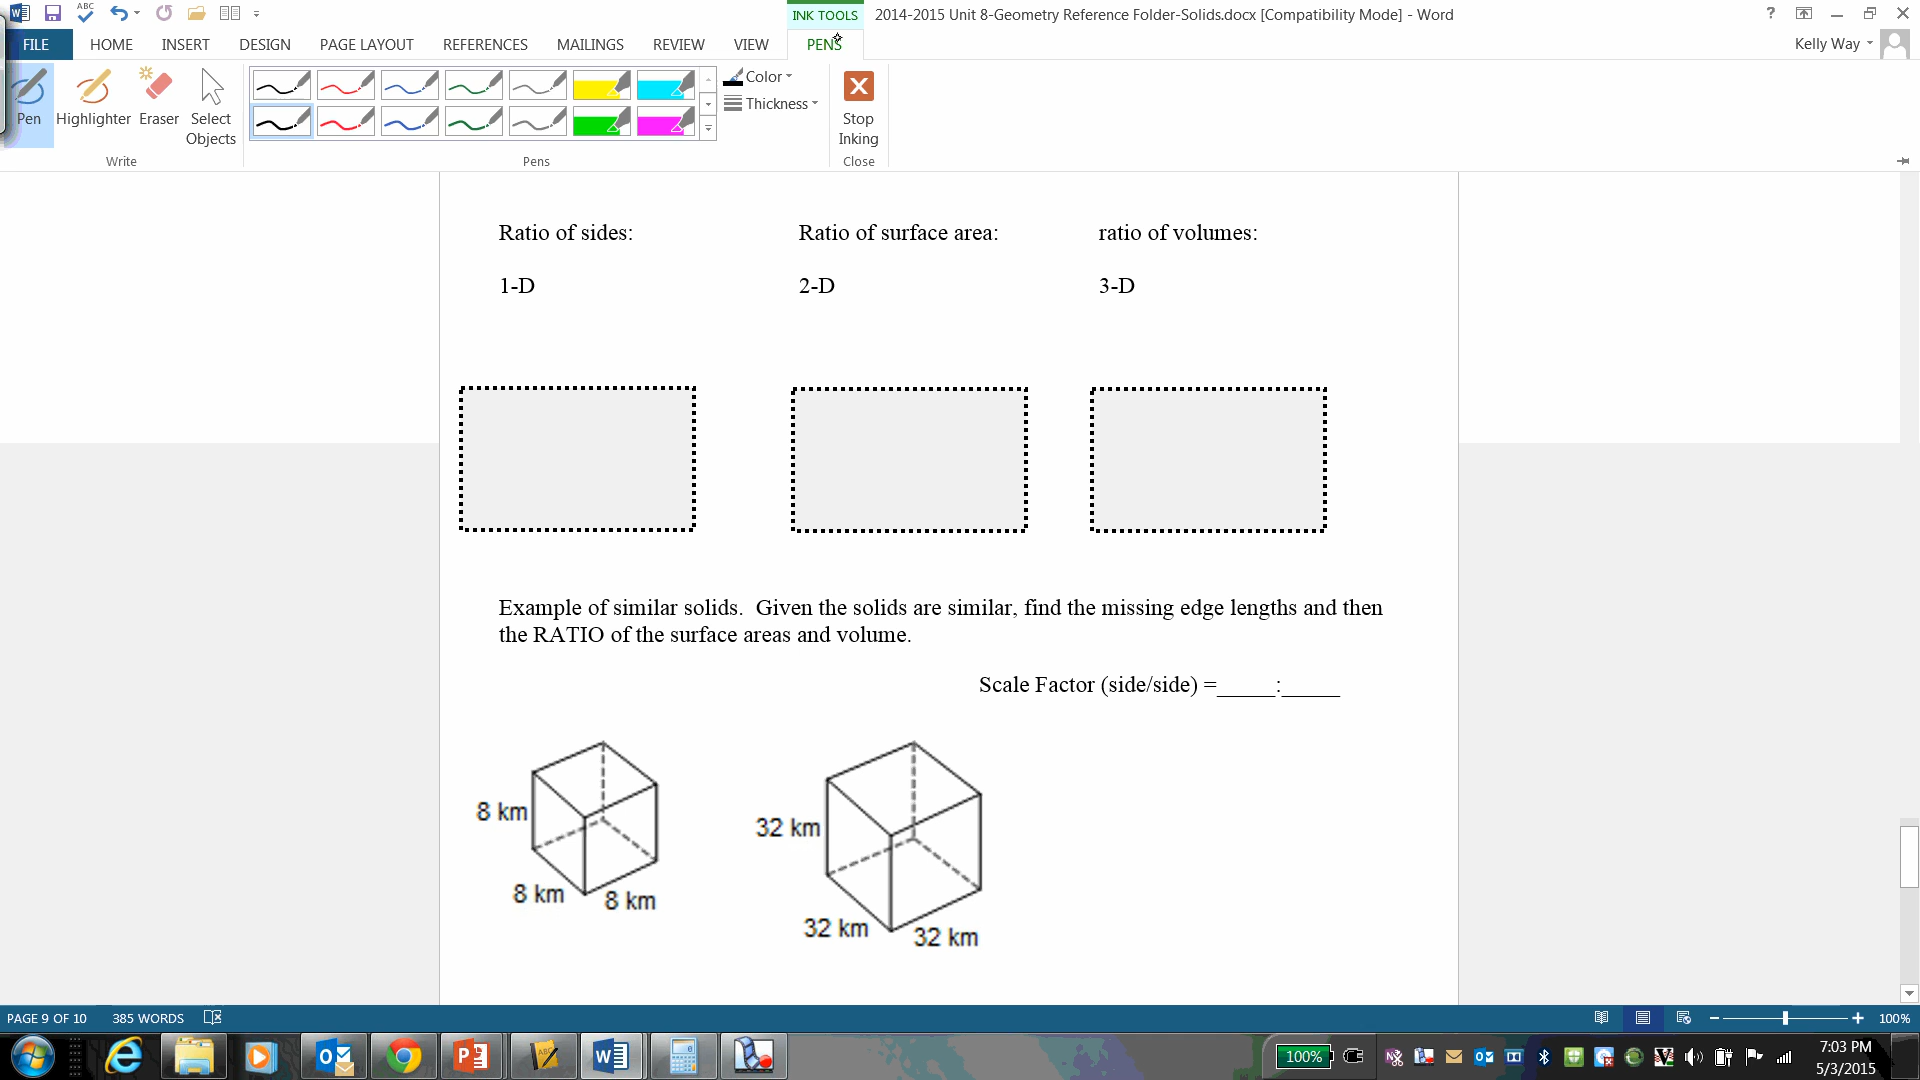 ABC
INK TOOLS
2014-2015 Unit 8-Geometry Reference Folder-Solids.docx [Compatibility Mode] - Word
?
FILE HOME INSERT DESIGN PAGE LAYOUT REFERENCES MAILINGS REVIEW VIEW PENS
Kelly Way
Pen
Highlighter
Eraser
Select Objects
Color
Thickness
Stop Inking
Write
Pens
Close
Ratio of sides: Ratio of surface area: ratio of volumes:
1-D 2-D 3-D
Example of similar solids. Given the solids are similar, find the missing edge lengths and then
the RATIO of the surface areas and volume.
Scale Factor (side/side) =_____:_____
8 km
8 km
8 km
32 km
32 km
32 km
PAGE 9 OF 10 385 WORDS
100%
100%
7:03 PM
5/3/2015